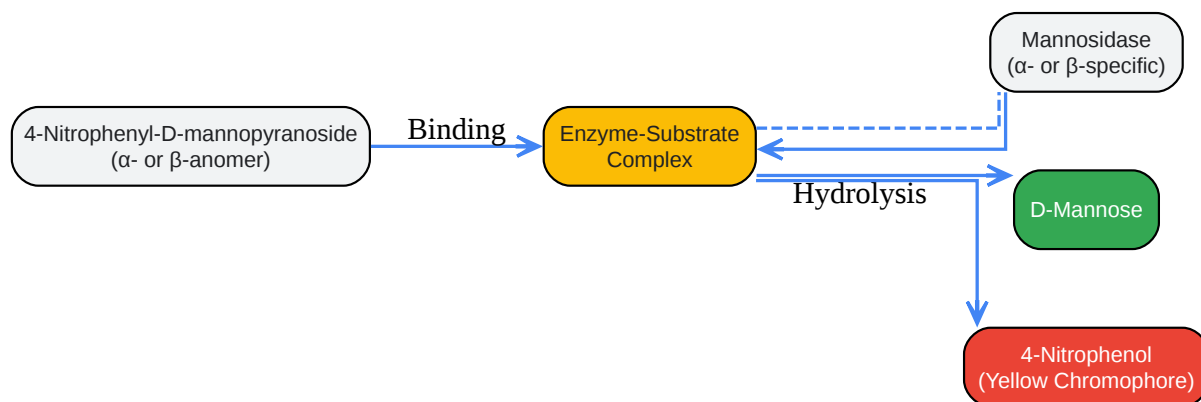 Mannosidase
(α- or β-specific)
4-Nitrophenyl-D-mannopyranoside
(α- or β-anomer)
Binding
Enzyme-Substrate
Complex
Hydrolysis
D-Mannose
4-Nitrophenol
(Yellow Chromophore)